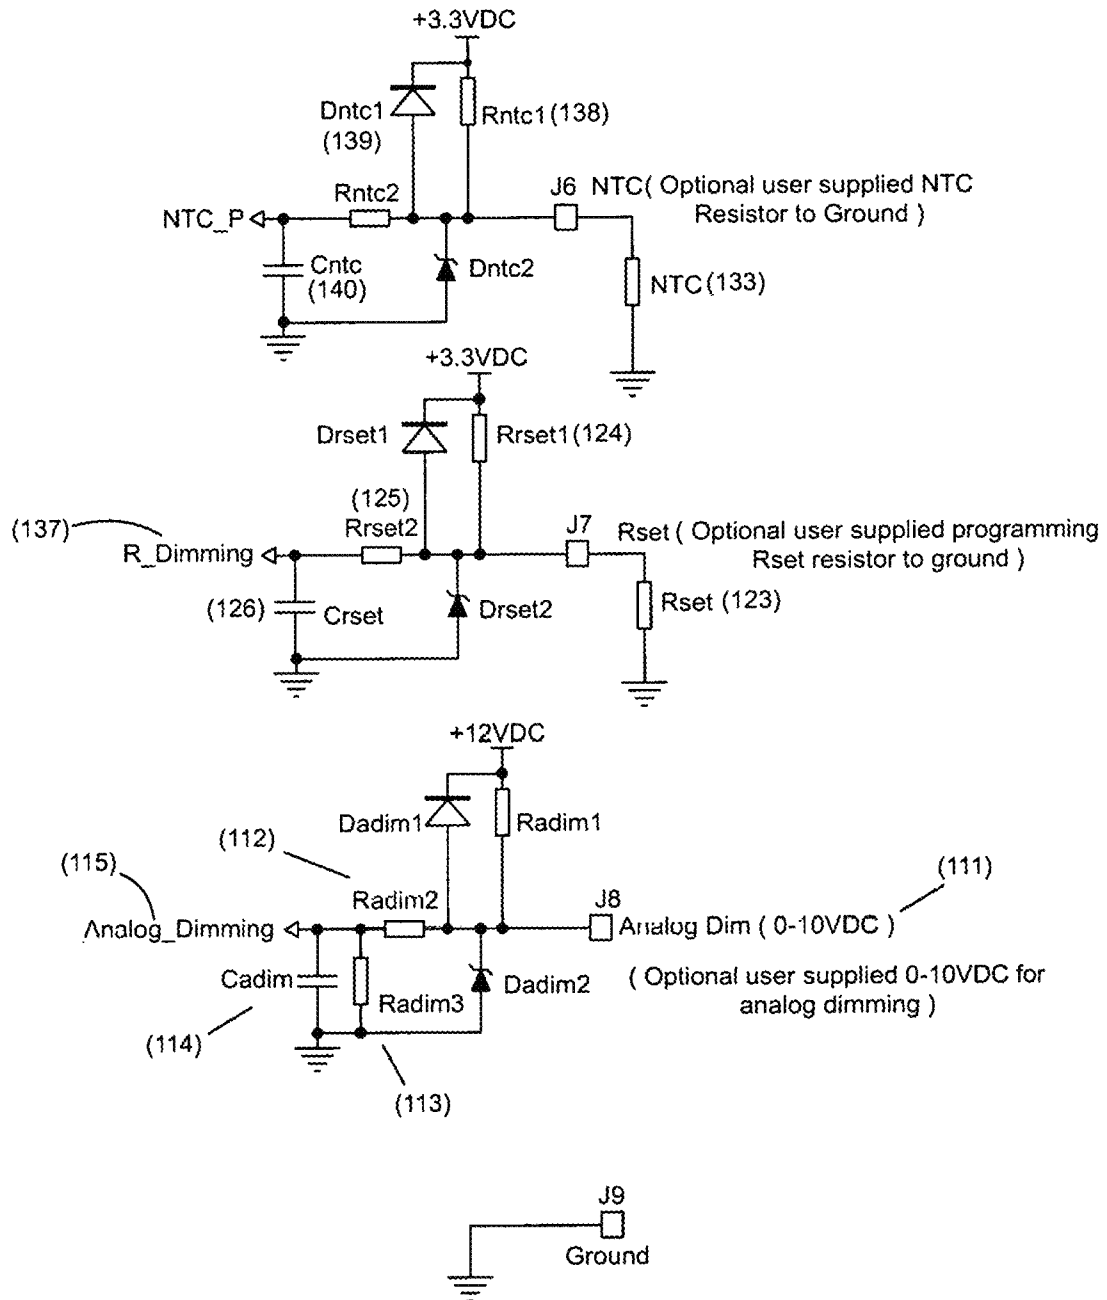 +3.3VDC
Dntc1
(139)
Rntc1 (138)
Rntc2
NTC_P
J6
NTC( Optional user supplied NTC
Resistor to Ground )
Cntc
(140)
Dntc2
NTC (133)
+3.3VDC
Drset1
Rrset1 (124)
(125)
Rrset2
(137)
R_Dimming
J7
Rset ( Optional user supplied programming
Rset resistor to ground )
(126)
Crset
Drset2
Rset (123)
+12VDC
Dadim1
Radim1
(112)
(115)
(111)
Radim2
Analog_Dimming
J8
Analog Dim ( 0-10VDC )
Cadim
Radim3
Dadim2
( Optional user supplied 0-10VDC for
analog dimming )
(114)
(113)
J9
Ground